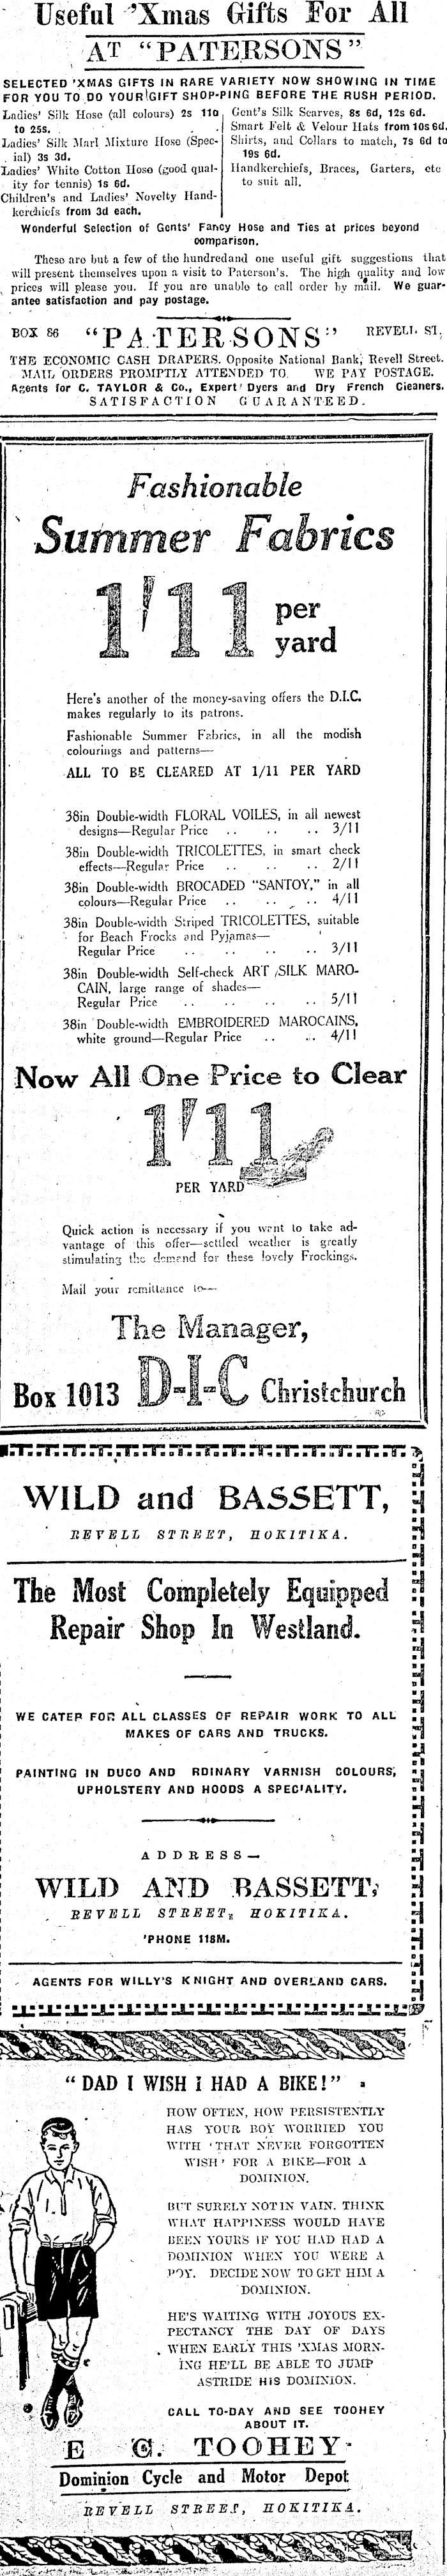 Useful 'Xmas Gifts For All
AT "PATERSONS"
SELECTED 'XMAS GIFTS IN RARE VARIETY NOW SHOWING IN TIME
FOR YOU TO DO YOUR GIFT SHOP-PING BEFORE THE RUSH PERIOD.
Ladies' Silk Hose (all colours) 2s 11d
to 25s.
Ladies' Silk Marl Mixture Hose (Spec-
ial) 3s 3d.
Ladies' White Cotton Hose (good qual-
ity for tennis) 1s 6d.
Children's and Ladies' Novelty Hand-
kerchiefs from 3d each.
Gent's Silk Scarves, 8s 6d, 12s 6d.
Smart Felt & Velour Hats from 10s 6d,
Shirts, and Collars to match, 7s 6d to
19s 6d.
Handkerchiefs, Braces, Garters, etc
to suit all.
Wonderful Selection of Gents' Fancy Hose and Ties at prices beyond
comparison.
These are but a few of the hundredand one useful gift suggestions that
will present themselves upon a visit to Paterson's. The high quality and low
prices will please you. If you are unable to call order by mail. We guar-
antee satisfaction and pay postage.
BOX 86 "PATERSONS" REVELL ST.
THE ECONOMIC CASH DRAPERS. Opposite National Bank, Revell Street.
MAIL ORDERS PROMPTLY ATTENDED TO. WE PAY POSTAGE.
Agents for C. TAYLOR & Co., Expert Dyers and Dry French Cleaners.
SATISFACTION GUARANTEED.
Fashionable
Summer Fabrics
1'11 per
yard
Here's another of the money-saving offers the D.I.C.
makes regularly to its patrons.
Fashionable Summer Fabrics, in all the modish
colourings and patterns—
ALL TO BE CLEARED AT 1/11 PER YARD
38in Double-width FLORAL VOILES, in all newest
designs—Regular Price .. .. .. 3/11
38in Double-width TRICOLETTES, in smart check
effects—Regular Price .. .. .. 2/11
38in Double-width BROCADED "SANTOY," in all
colours—Regular Price .. .. .. 4/11
38in Double-width Striped TRICOLETTES, suitable
for Beach Frocks and Pyjamas—
Regular Price .. .. .. .. 3/11
38in Double-width Self-check ART SILK MARO-
CAIN, large range of shades—
Regular Price .. .. .. .. 5/11
38in Double-width EMBROIDERED MAROCAINS,
white ground—Regular Price .. .. 4/11
Now All One Price to Clear
1'11
PER YARD
Quick action is necessary if you want to take ad-
vantage of this offer—settled weather is greatly
stimulating the demand for these lovely Frockings.
Mail your remittance to—
The Manager,
Box 1013 D-I-C Christchurch
WILD and BASSETT,
REVELL STREET, HOKITIKA.
The Most Completely Equipped
Repair Shop In Westland.
WE CATER FOR ALL CLASSES OF REPAIR WORK TO ALL
MAKES OF CARS AND TRUCKS.
PAINTING IN DUCO AND RDINARY VARNISH COLOURS,
UPHOLSTERY AND HOODS A SPECIALITY.
ADDRESS—
WILD AND BASSETT,
REVELL STREET, HOKITIKA.
'PHONE 118M.
AGENTS FOR WILLY'S KNIGHT AND OVERLAND CARS.
"DAD I WISH I HAD A BIKE!"
HOW OFTEN, HOW PERSISTENTLY
HAS YOUR BOY WORRIED YOU
WITH 'THAT NEVER FORGOTTEN
WISH' FOR A BIKE—FOR A
DOMINION.
BUT SURELY NOT IN VAIN. THINK
WHAT HAPPINESS WOULD HAVE
BEEN YOURS IF YOU HAD HAD A
DOMINION WHEN YOU WERE A
BOY. DECIDE NOW TO GET HIM A
DOMINION.
HE'S WAITING WITH JOYOUS EX-
PECTANCY THE DAY OF DAYS
WHEN EARLY THIS 'XMAS MORN-
ING HE'LL BE ABLE TO JUMP
ASTRIDE HIS DOMINION.
CALL TO-DAY AND SEE TOOHEY
ABOUT IT.
E G. TOOHEY
Dominion Cycle and Motor Depot
REVELL STREET, HOKITIKA.